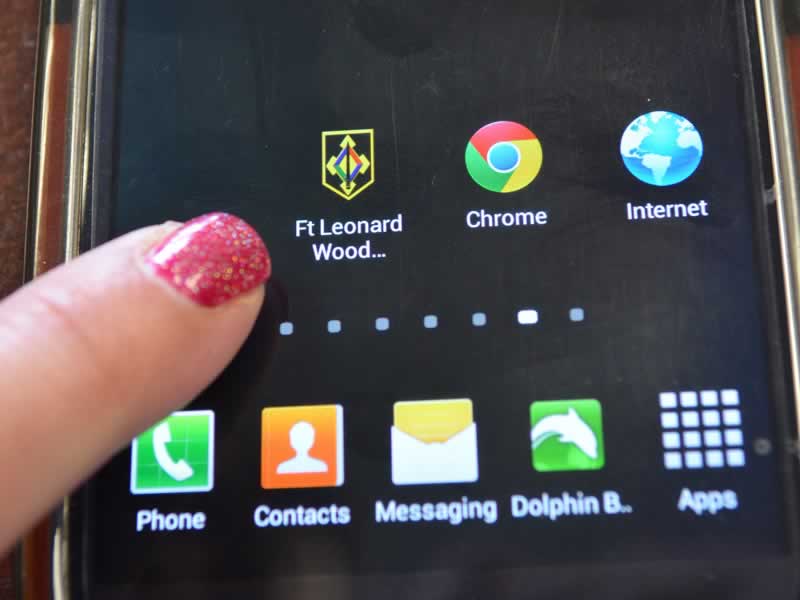 Ft Leonard
Wood...
Chrome
Internet
Phone
Contacts
Messaging
Dolphin B..
Apps